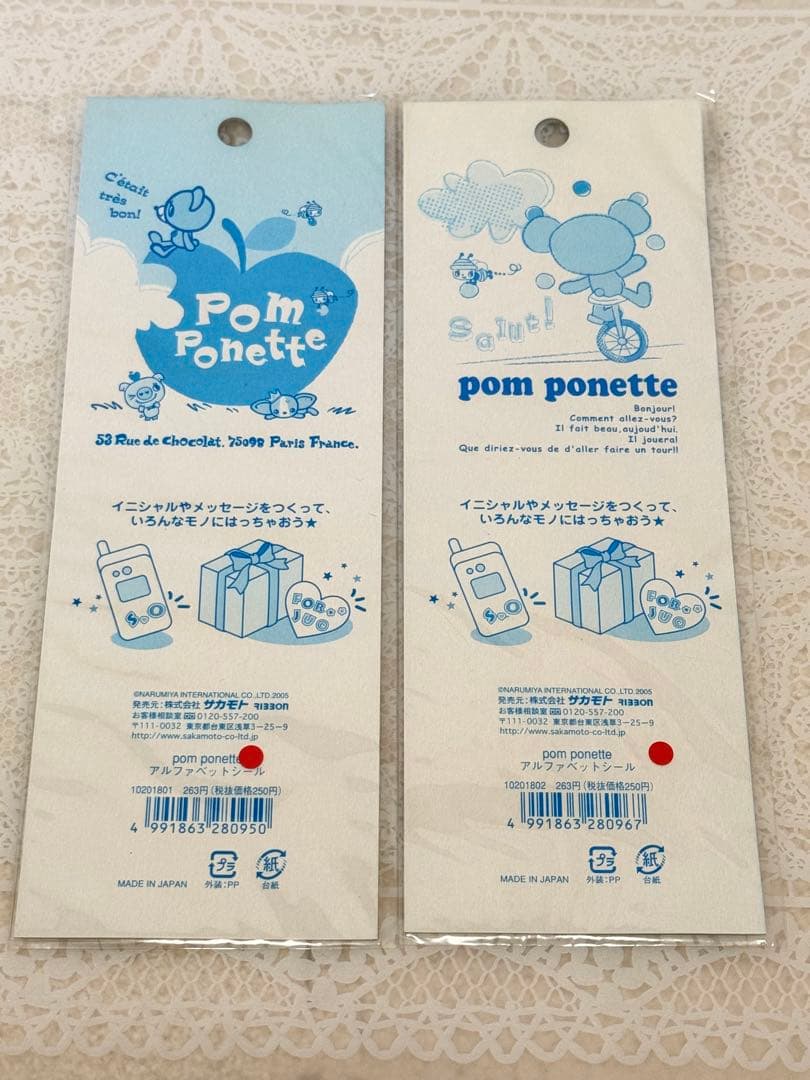 C'était
très
bon!
Pom
Ponette
53 Rue de Chocolat. 75098 Paris France.
イニシャルやメッセージをつくって、
いろんなモノにはっちゃおう★
S.O
FOR
JUO
©NARUMIYA INTERNATIONAL CO.,LTD.2005
発売元：株式会社 サカモト RIBBON
お客様相談室 0120-557-200
〒111-0032 東京都台東区浅草3-25-9
http://www.sakamoto-co-ltd.jp
pom ponette
アルファベットシール
10201801 263円(税抜価格250円)
4 991863 280950
プラ
外装:PP
紙
台紙
MADE IN JAPAN
Salut!
pom ponette
Bonjour!
Comment allez-vous?
Il fait beau,aujoud'hui.
Il jouera!
Que diriez-vous de d'aller faire un tour!!
イニシャルやメッセージをつくって、
いろんなモノにはっちゃおう★
S.O
FOR
JUO
©NARUMIYA INTERNATIONAL CO.,LTD.2005
発売元：株式会社 サカモト RIBBON
お客様相談室 0120-557-200
〒111-0032 東京都台東区浅草3-25-9
http://www.sakamoto-co-ltd.jp
pom ponette
アルファベットシール
10201802 263円(税抜価格250円)
4 991863 280967
プラ
外装:PP
紙
台紙
MADE IN JAPAN